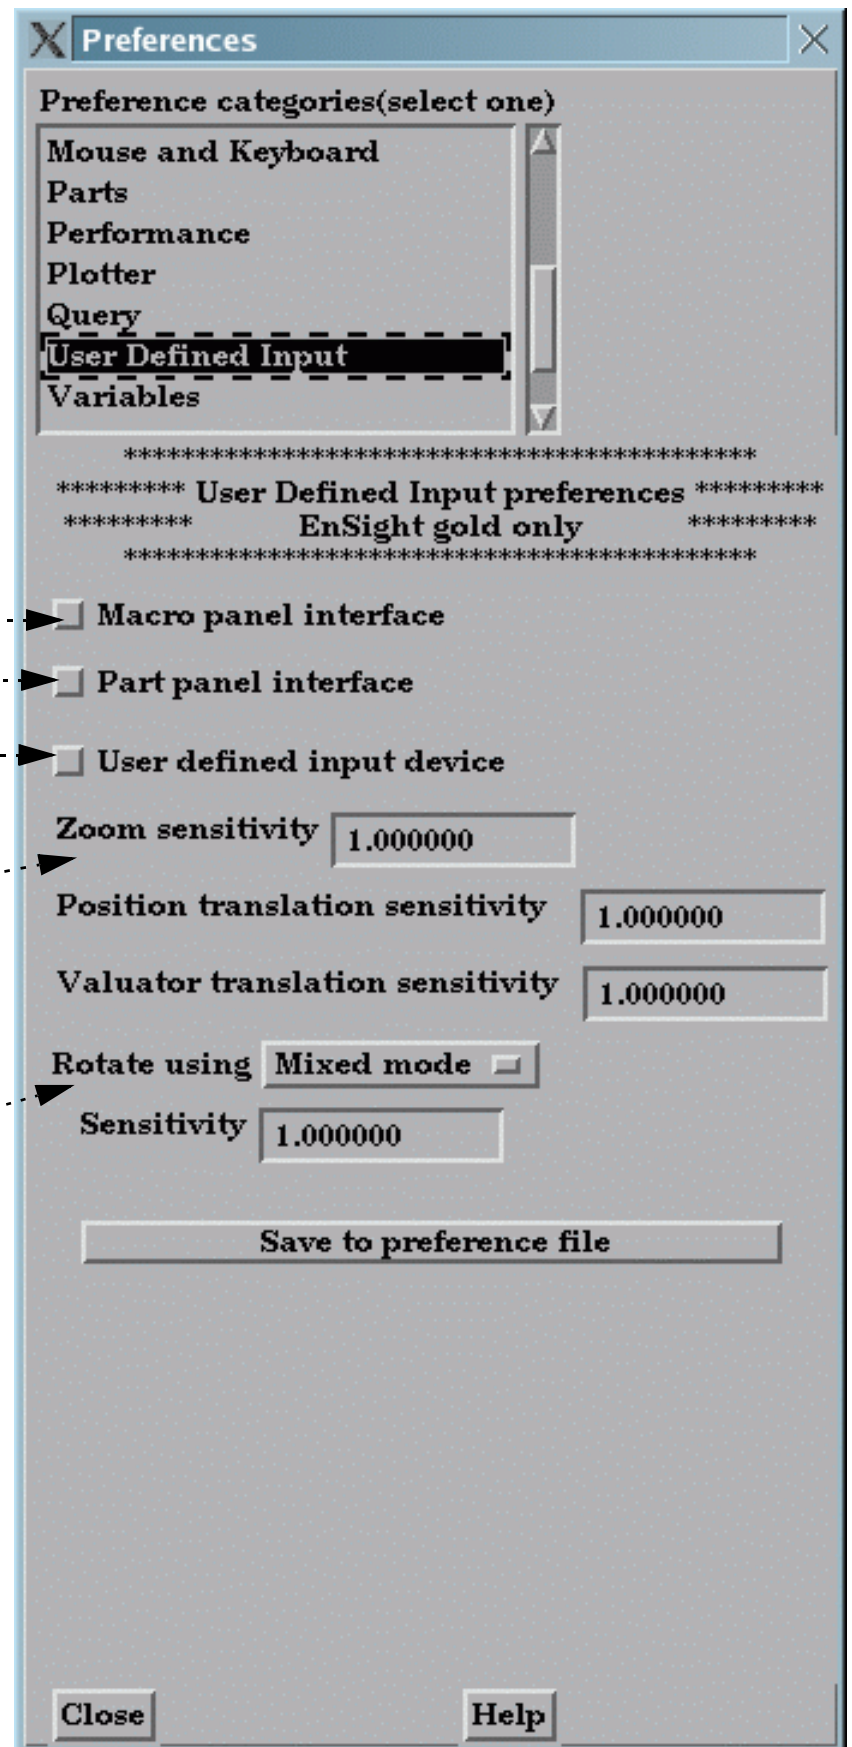 X Preferences
Preference categories(select one)
Mouse and Keyboard
Parts
Performance
Plotter
Query
User Defined Input
Variables
********************************************
********* User Defined Input preferences *********
********* EnSight gold only *********
********************************************
Macro panel interface
Part panel interface
User defined input device
Zoom sensitivity 1.000000
Position translation sensitivity 1.000000
Valuator translation sensitivity 1.000000
Rotate using Mixed mode
Sensitivity 1.000000
Save to preference file
Close Help